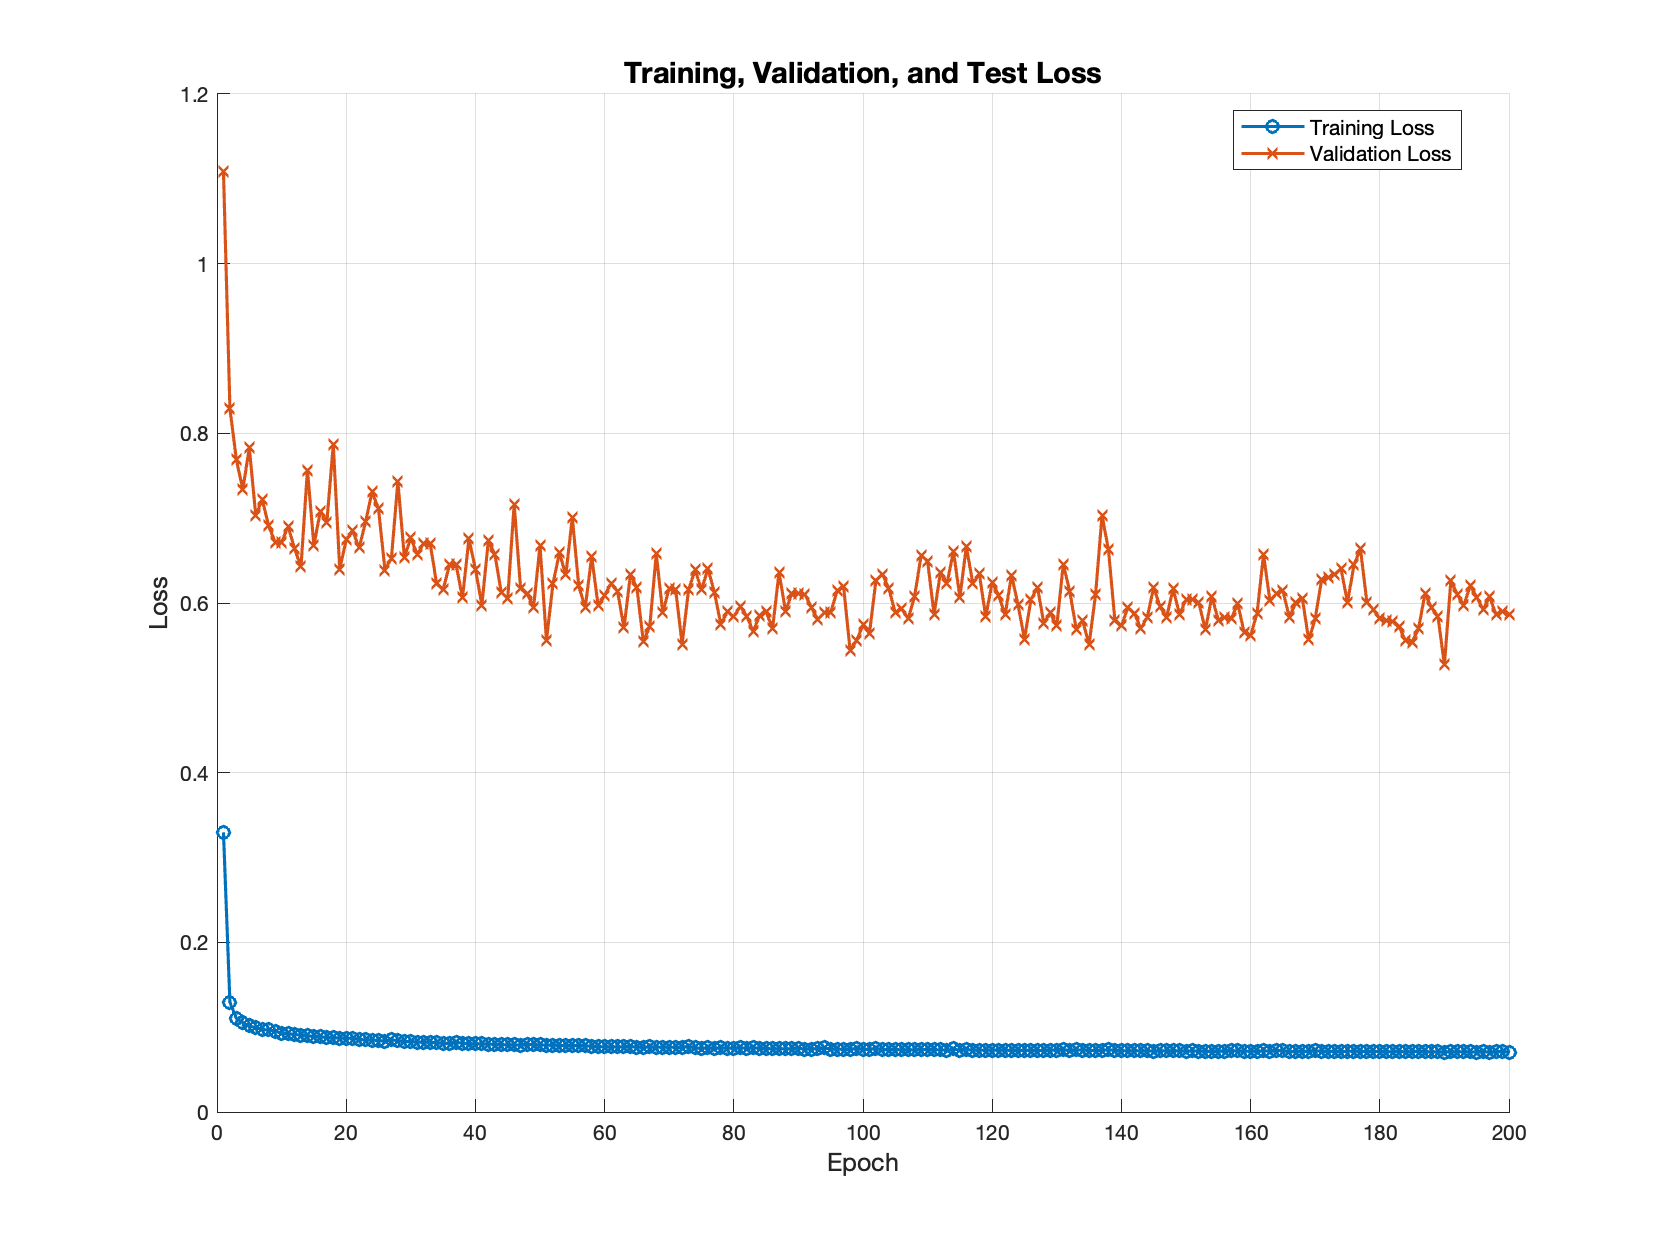 Training, Validation, and Test Loss
1.2
1
0.8
0.6
0.4
0.2
0
Loss
Training Loss
Validation Loss
0 20 40 60 80 100 120 140 160 180 200
Epoch